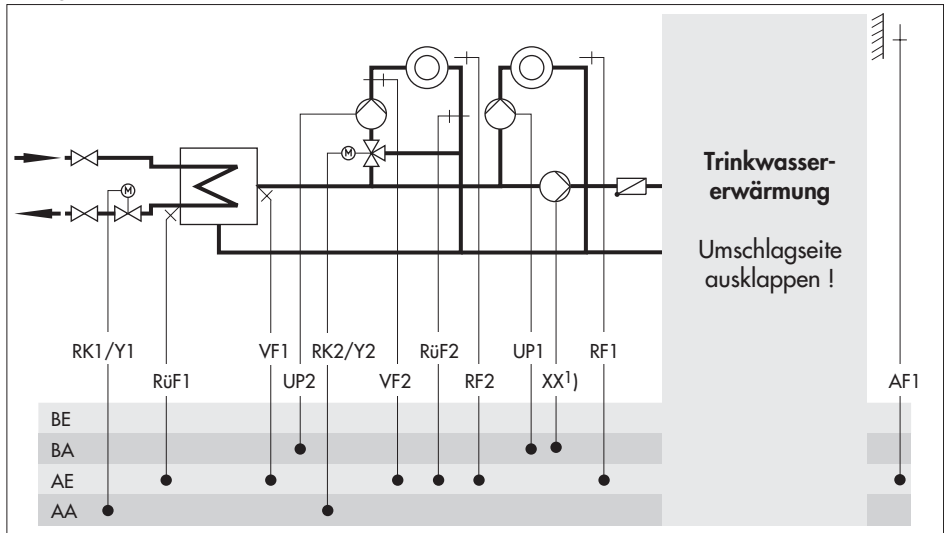 Trinkwasser-
erwärmung
Umschlagseite
ausklappen !
M
M
RK1/Y1
VF1
RK2/Y2
RüF2
UP1
RF1
RüF1
UP2
VF2
RF2
XX1)
AF1
BE
BA
AE
AA